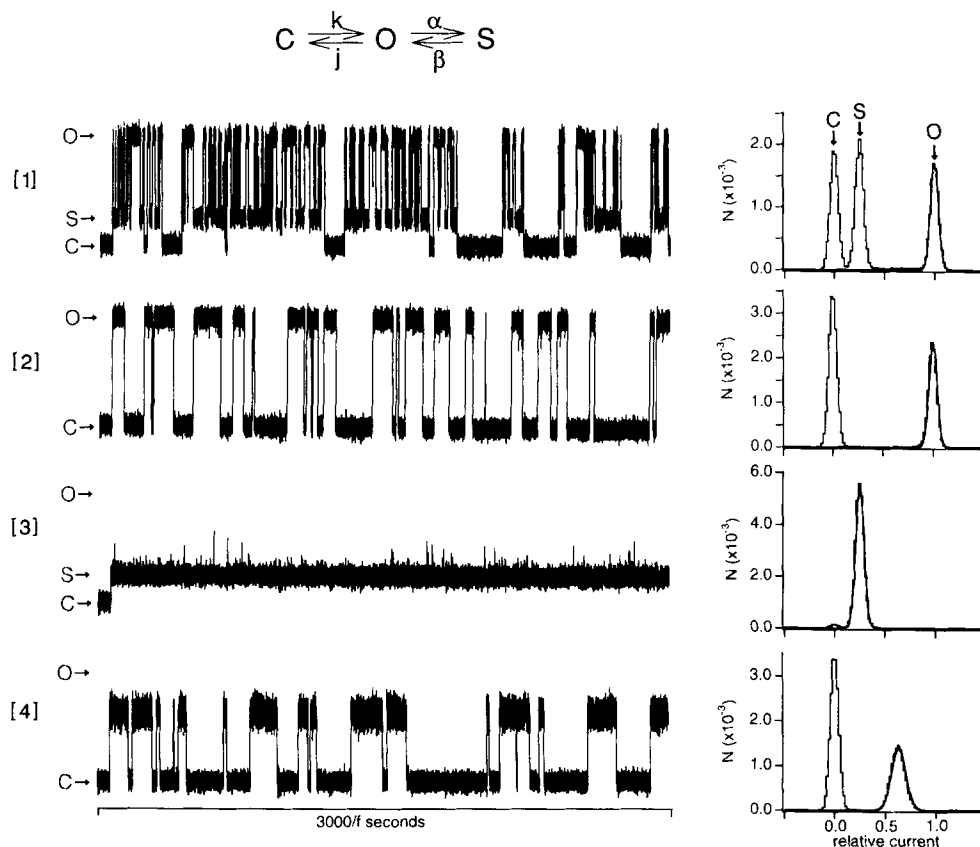 C k j O α β S
O→
[1]
S→
C→
O→
[2]
C→
O→
[3]
S→
C→
O→
[4]
C→
3000/f seconds
C S O
N (x10⁻³)
2.0
1.0
0.0
N (x10⁻³)
3.0
2.0
1.0
0.0
N (x10⁻³)
6.0
4.0
2.0
0.0
N (x10⁻³)
3.0
2.0
1.0
0.0
0.0 0.5 1.0
relative current